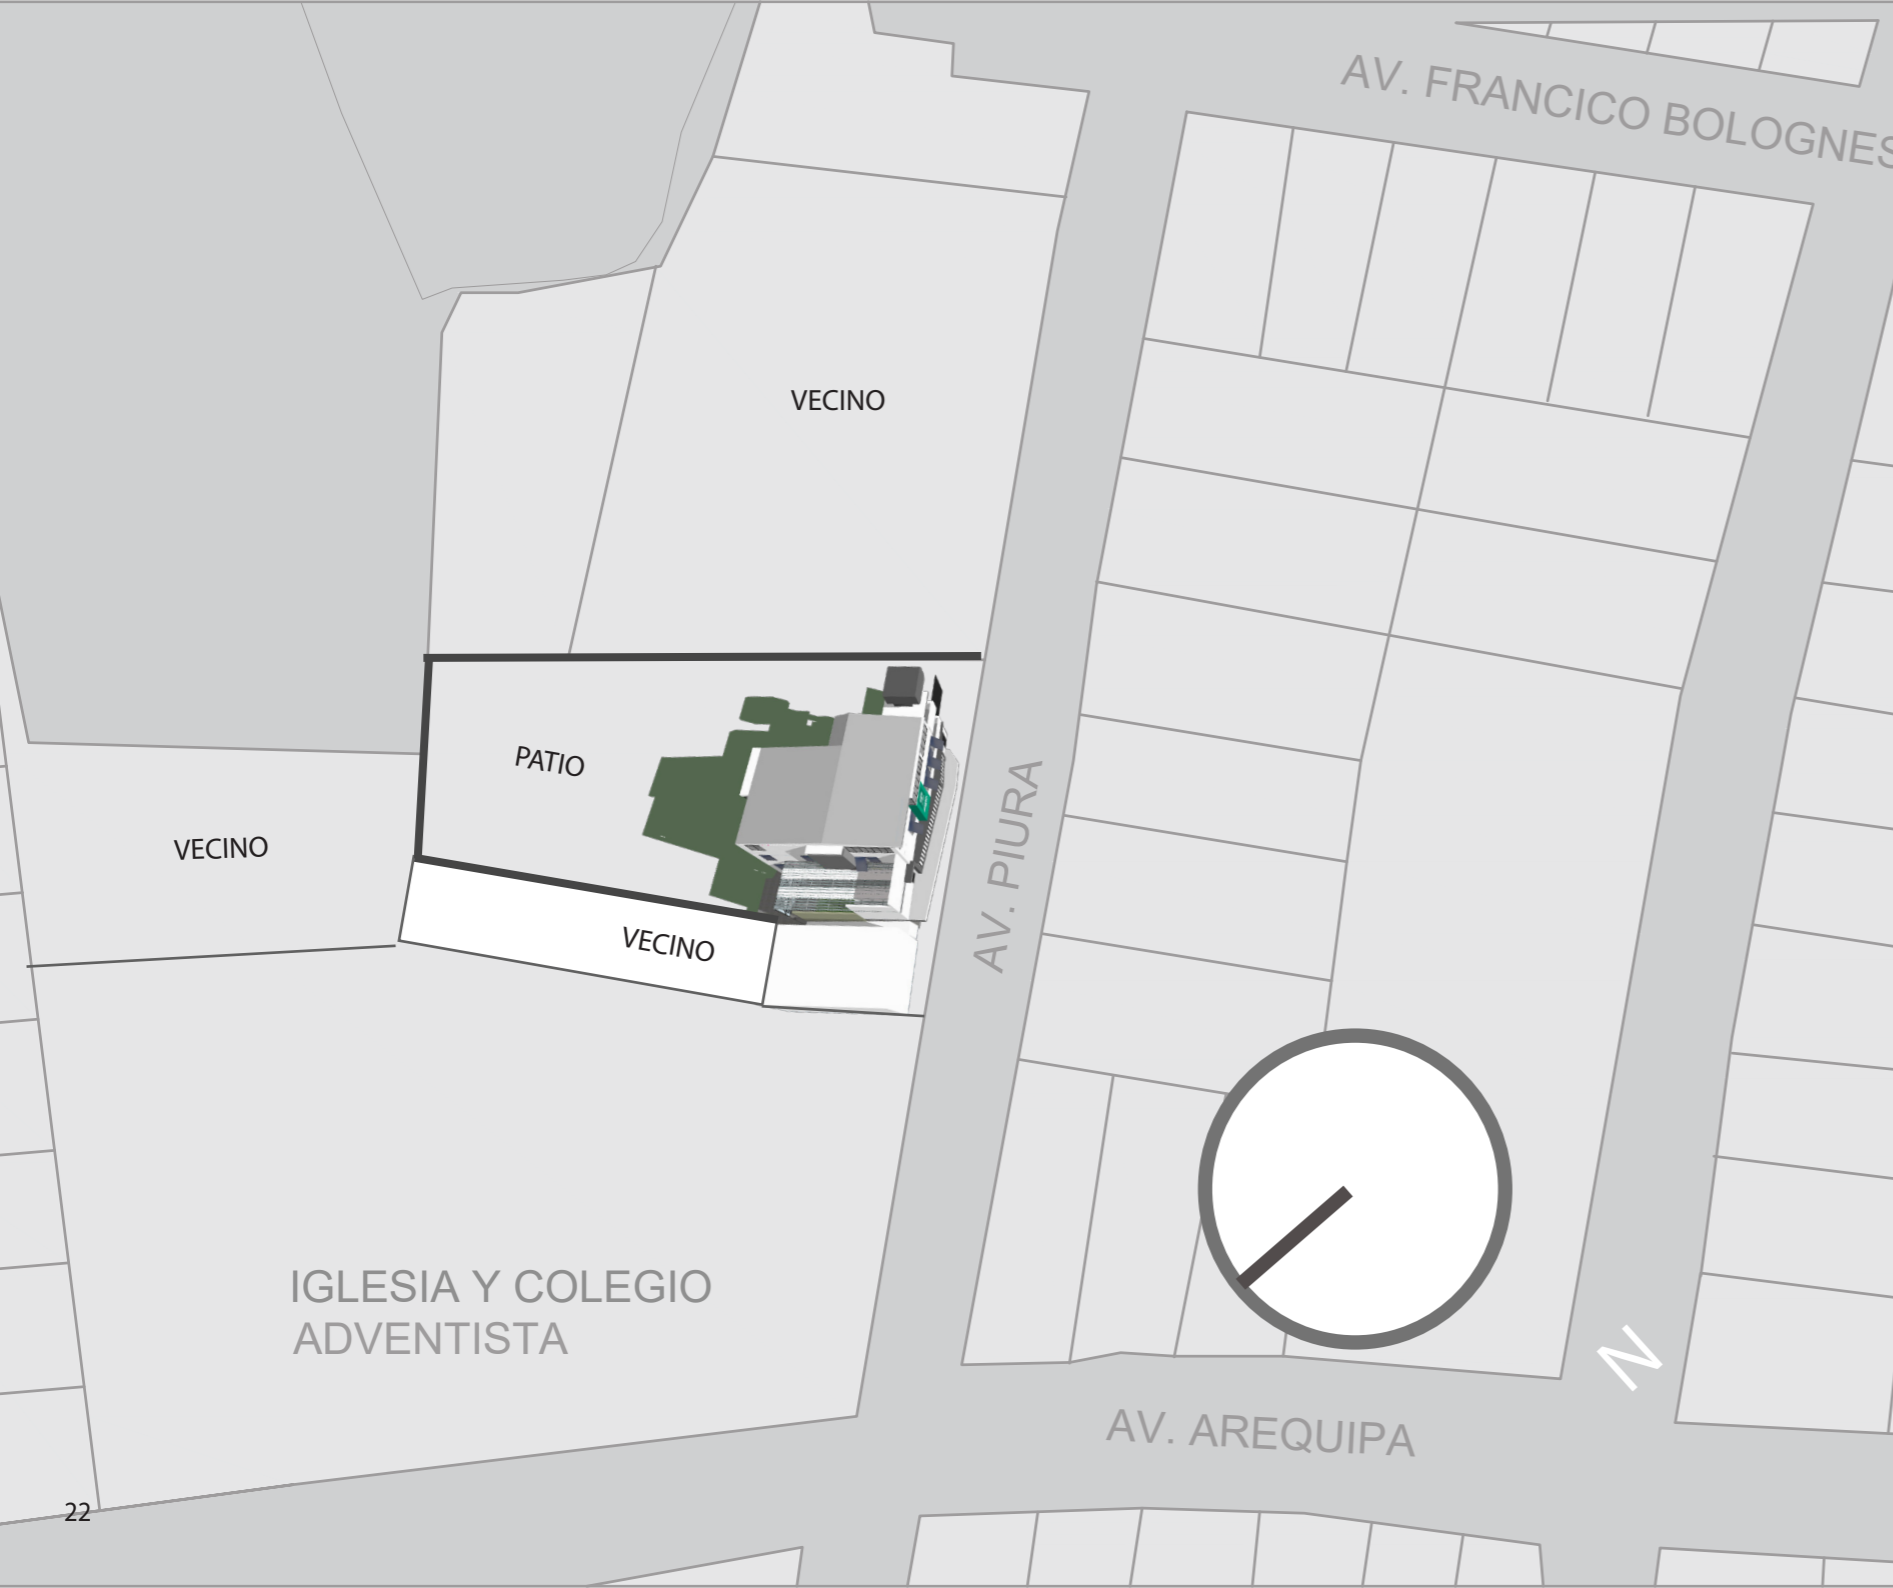 AV. FRANCICO BOLOGNES
VECINO
PATIO
VECINO
AV. PIURA
VECINO
IGLESIA Y COLEGIO
ADVENTISTA
N
AV. AREQUIPA
22